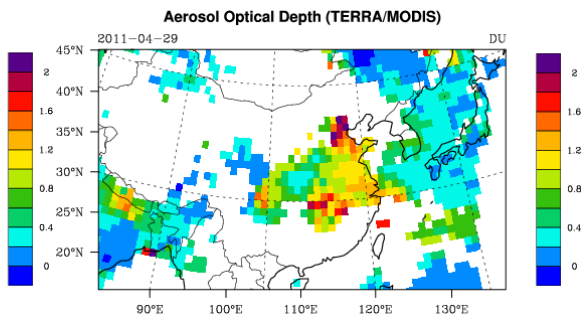 Aerosol Optical Depth (TERRA/MODIS)
2011-04-29 DU
45°N
40°N
35°N
30°N
25°N
20°N
90°E 100°E 110°E 120°E 130°E
2
1.6
1.2
0.8
0.4
0
2
1.6
1.2
0.8
0.4
0